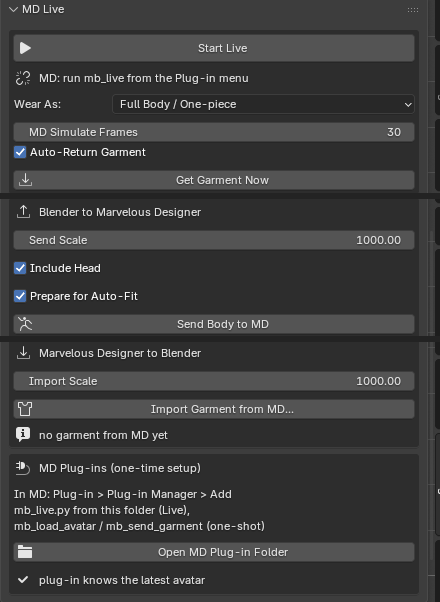 MD Live
Start Live
MD: run mb_live from the Plug-in menu
Wear As: Full Body / One-piece
MD Simulate Frames 30
Auto-Return Garment
Get Garment Now
Blender to Marvelous Designer
Send Scale 1000.00
Include Head
Prepare for Auto-Fit
Send Body to MD
Marvelous Designer to Blender
Import Scale 1000.00
Import Garment from MD...
no garment from MD yet
MD Plug-ins (one-time setup)
In MD: Plug-in > Plug-in Manager > Add
mb_live.py from this folder (Live),
mb_load_avatar / mb_send_garment (one-shot)
Open MD Plug-in Folder
plug-in knows the latest avatar